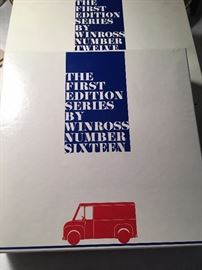 THE
FIRST
EDITION
SERIES
BY
WINROSS
NUMBER
TWELVE
THE
FIRST
EDITION
SERIES
BY
WINROSS
NUMBER
SIXTEEN